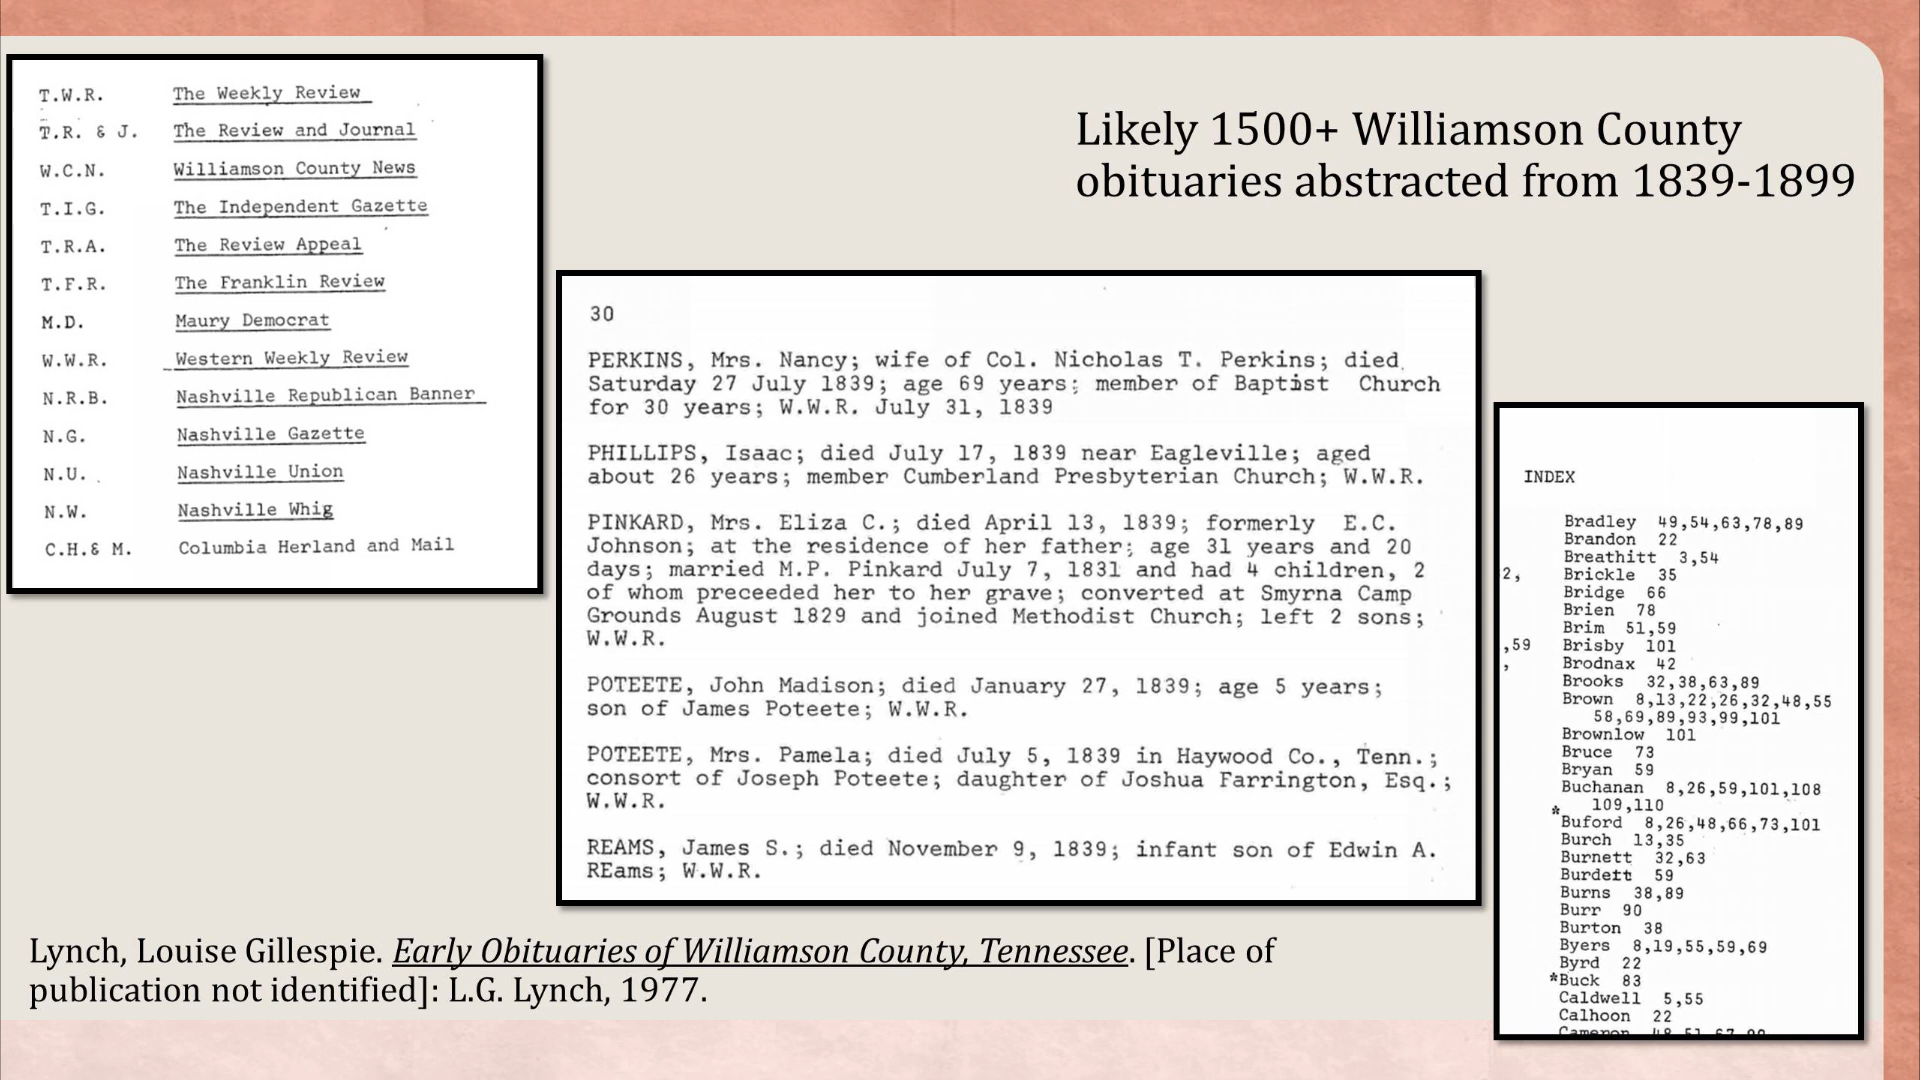 T.W.R. The Weekly Review
T.R. & J. The Review and Journal
W.C.N. Williamson County News
T.I.G. The Independent Gazette
T.R.A. The Review Appeal
T.F.R. The Franklin Review
M.D. Maury Democrat
W.W.R. Western Weekly Review
N.R.B. Nashville Republican Banner
N.G. Nashville Gazette
N.U. Nashville Union
N.W. Nashville Whig
C.H.& M. Columbia Herland and Mail
Likely 1500+ Williamson County
obituaries abstracted from 1839-1899
30
PERKINS, Mrs. Nancy; wife of Col. Nicholas T. Perkins; died
Saturday 27 July 1839; age 69 years; member of Baptist Church
for 30 years; W.W.R. July 31, 1839
PHILLIPS, Isaac; died July 17, 1839 near Eagleville; aged
about 26 years; member Cumberland Presbyterian Church; W.W.R.
PINKARD, Mrs. Eliza C.; died April 13, 1839; formerly E.C.
Johnson; at the residence of her father; age 31 years and 20
days; married M.P. Pinkard July 7, 1831 and had 4 children, 2
of whom preceeded her to her grave; converted at Smyrna Camp
Grounds August 1829 and joined Methodist Church; left 2 sons;
W.W.R.
POTEETE, John Madison; died January 27, 1839; age 5 years;
son of James Poteete; W.W.R.
POTEETE, Mrs. Pamela; died July 5, 1839 in Haywood Co., Tenn.;
consort of Joseph Poteete; daughter of Joshua Farrington, Esq.;
W.W.R.
REAMS, James S.; died November 9, 1839; infant son of Edwin A.
REams; W.W.R.
INDEX
Bradley 49,54,63,78,89
Brandon 22
Breathitt 3,54
2, Brickle 35
Bridge 66
Brien 78
Brim 51,59
,59 Brisby 101
, Brodnax 42
Brooks 32,38,63,89
Brown 8,13,22,26,32,48,55
58,69,89,93,99,101
Brownlow 101
Bruce 73
Bryan 59
Buchanan 8,26,59,101,108
109,110
*Buford 8,26,48,66,73,101
Burch 13,35
Burnett 32,63
Burdett 59
Burns 38,89
Burr 90
Burton 38
Byers 8,19,55,59,69
Byrd 22
*Buck 83
Caldwell 5,55
Calhoon 22
Cameron
Lynch, Louise Gillespie. Early Obituaries of Williamson County, Tennessee. [Place of
publication not identified]: L.G. Lynch, 1977.